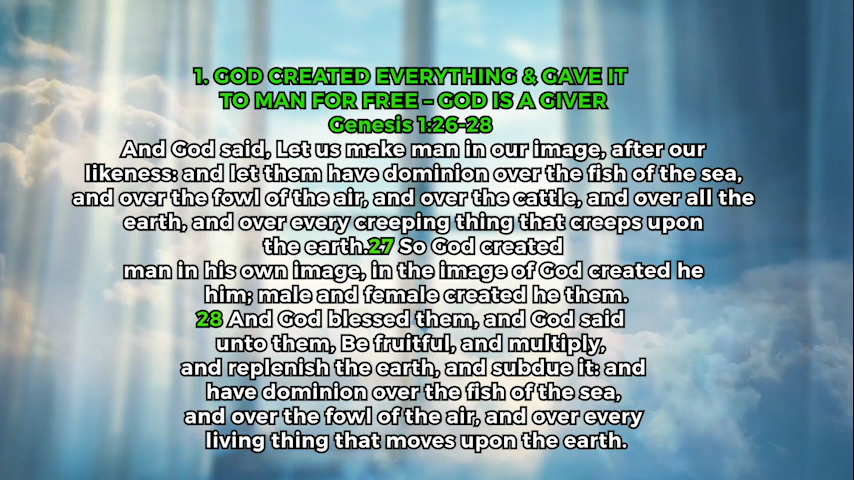 1. GOD CREATED EVERYTHING & GAVE IT
TO MAN FOR FREE – GOD IS A GIVER
Genesis 1:26-28
And God said, Let us make man in our image, after our
likeness: and let them have dominion over the fish of the sea,
and over the fowl of the air, and over the cattle, and over all the
earth, and over every creeping thing that creeps upon
the earth.27 So God created
man in his own image, in the image of God created he
him; male and female created he them.
28 And God blessed them, and God said
unto them, Be fruitful, and multiply,
and replenish the earth, and subdue it: and
have dominion over the fish of the sea,
and over the fowl of the air, and over every
living thing that moves upon the earth.